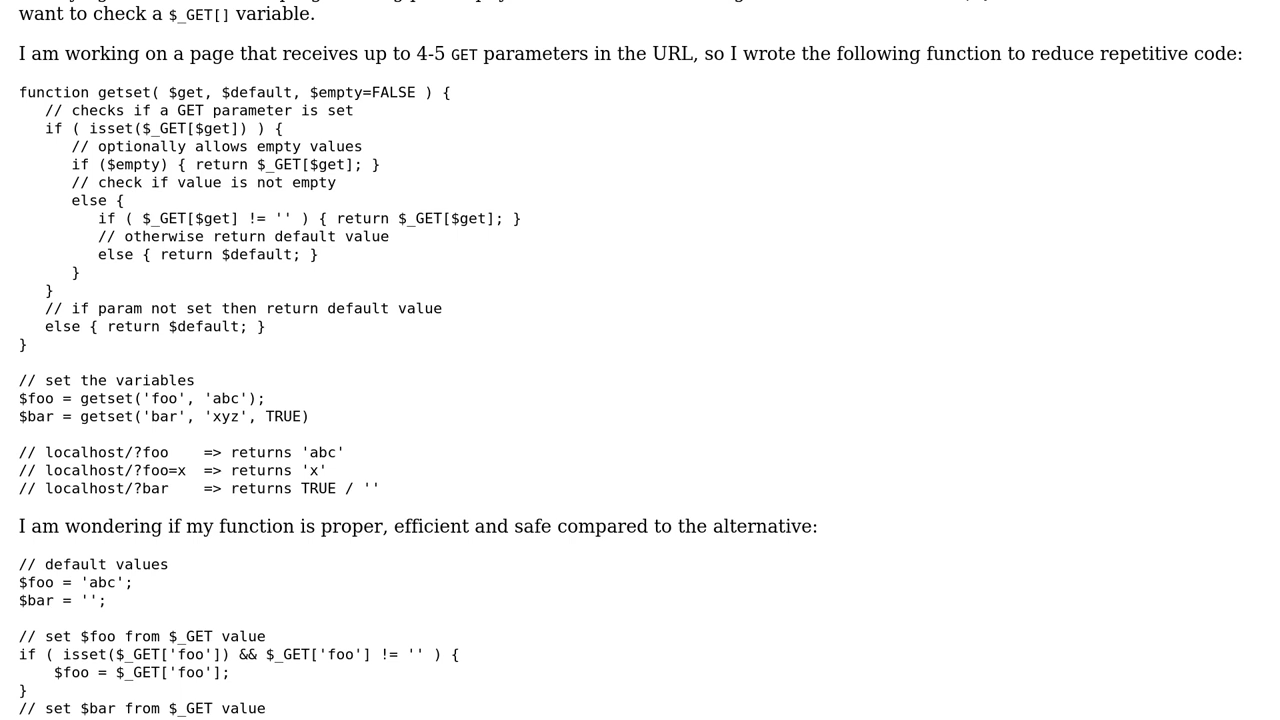 want to check a $_GET[] variable.
I am working on a page that receives up to 4-5 GET parameters in the URL, so I wrote the following function to reduce repetitive code:
function getset( $get, $default, $empty=FALSE ) {
   // checks if a GET parameter is set
   if ( isset($_GET[$get]) ) {
      // optionally allows empty values
      if ($empty) { return $_GET[$get]; }
      // check if value is not empty
      else {
         if ( $_GET[$get] != '' ) { return $_GET[$get]; }
         // otherwise return default value
         else { return $default; }
      }
   }
   // if param not set then return default value
   else { return $default; }
}
// set the variables
$foo = getset('foo', 'abc');
$bar = getset('bar', 'xyz', TRUE)
// localhost/?foo    => returns 'abc'
// localhost/?foo=x  => returns 'x'
// localhost/?bar    => returns TRUE / ''
I am wondering if my function is proper, efficient and safe compared to the alternative:
// default values
$foo = 'abc';
$bar = '';
// set $foo from $_GET value
if ( isset($_GET['foo']) && $_GET['foo'] != '' ) {
    $foo = $_GET['foo'];
}
// set $bar from $_GET value